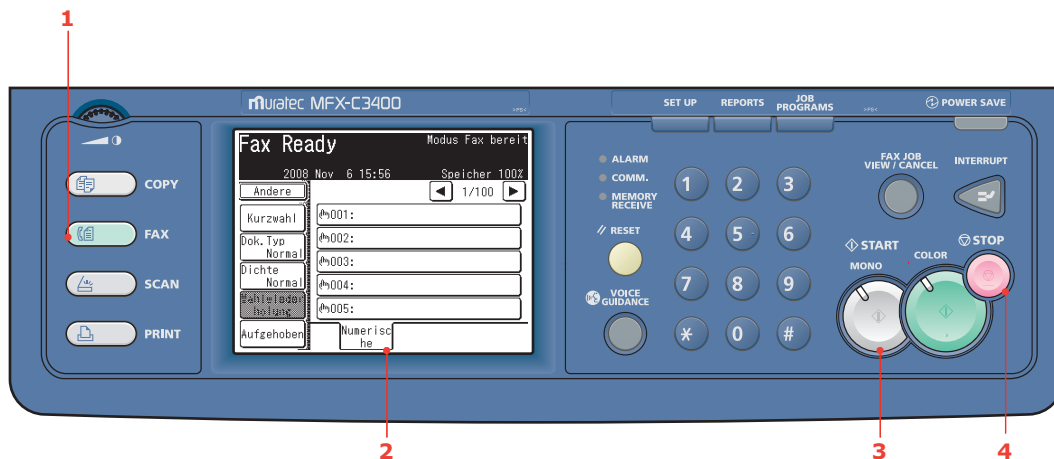 1
muratec MFX-C3400
>PS<
SET UP
REPORTS
JOB
PROGRAMS
>PS<
POWER SAVE
COPY
FAX
SCAN
PRINT
Fax Ready
Modus Fax bereit
2008 Nov 6 15:56
Speicher 100%
Andere
1/100
Kurzwahl
001:
Dok.Typ
Normal
002:
003:
Dichte
Normal
004:
holung
005:
Aufgehoben
Numerisc
he
ALARM
COMM.
MEMORY
RECEIVE
RESET
VOICE
GUIDANCE
1
2
3
4
5
6
7
8
9
*
0
#
FAX JOB
VIEW / CANCEL
INTERRUPT
START
MONO
COLOR
STOP
2
3
4